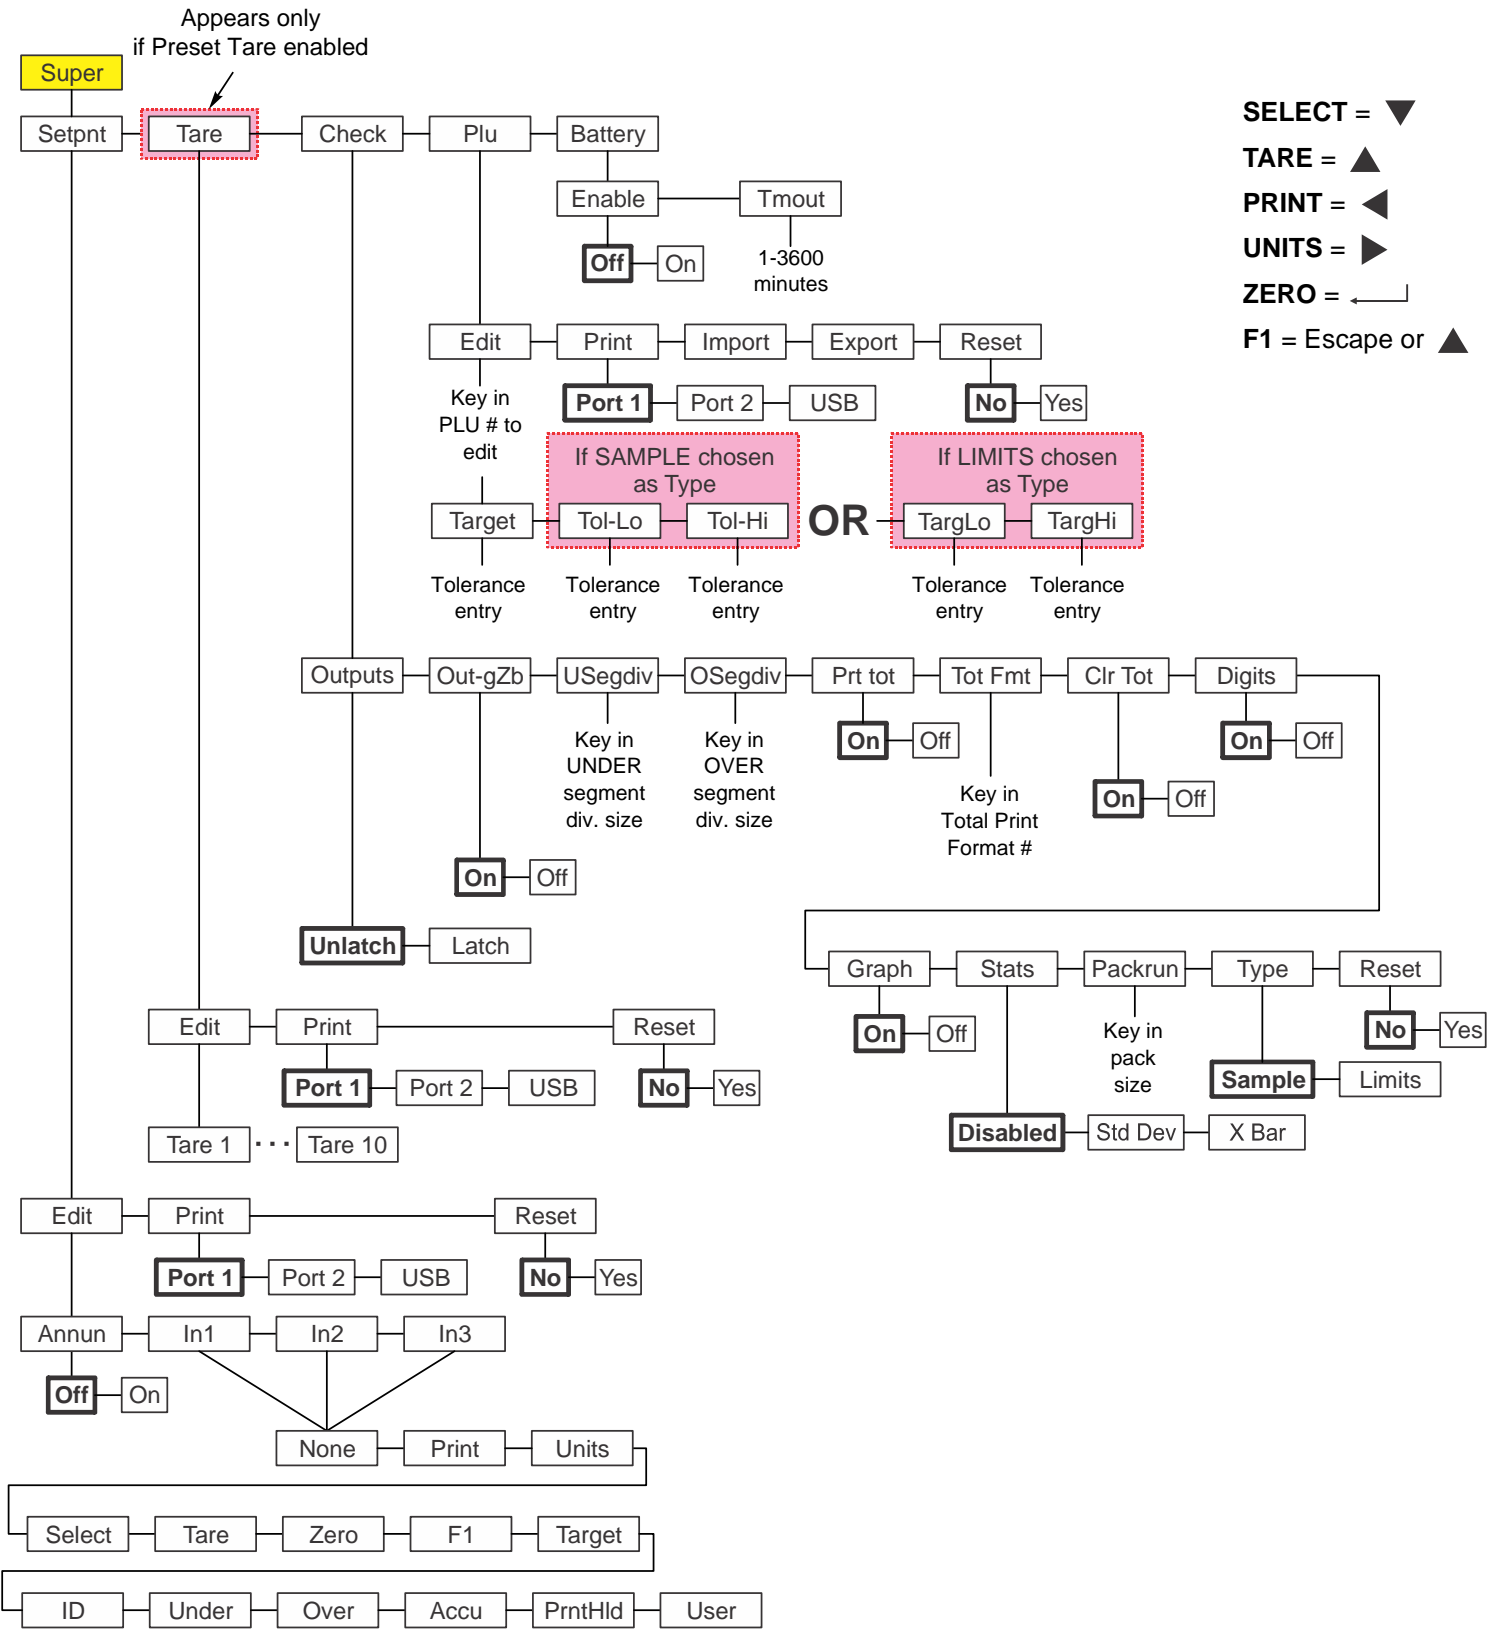 Appears only
if Preset Tare enabled
Super
Setpnt Tare Check Plu Battery
SELECT =
TARE =
PRINT =
UNITS =
ZERO =
F1 = Escape or
Enable Tmout
Off On
1-3600
minutes
Edit Print Import Export Reset
Key in
PLU # to
edit
Port 1 Port 2 USB
No Yes
If SAMPLE chosen
as Type
If LIMITS chosen
as Type
Target Tol-Lo Tol-Hi OR TargLo TargHi
Tolerance
entry
Tolerance
entry
Tolerance
entry
Tolerance
entry
Tolerance
entry
Outputs Out-gZb USegdiv OSegdiv Prt tot Tot Fmt Clr Tot Digits
Key in
UNDER
segment
div. size
Key in
OVER
segment
div. size
On Off
Key in
Total Print
Format #
On Off
On Off
On Off
Unlatch Latch
Graph Stats Packrun Type Reset
On Off
Key in
pack
size
No Yes
Sample Limits
Disabled Std Dev X Bar
Edit Print Reset
Port 1 Port 2 USB
No Yes
Tare 1 ··· Tare 10
Edit Print Reset
Port 1 Port 2 USB
No Yes
Annun In1 In2 In3
Off On
None Print Units
Select Tare Zero F1 Target
ID Under Over Accu PrntHld User